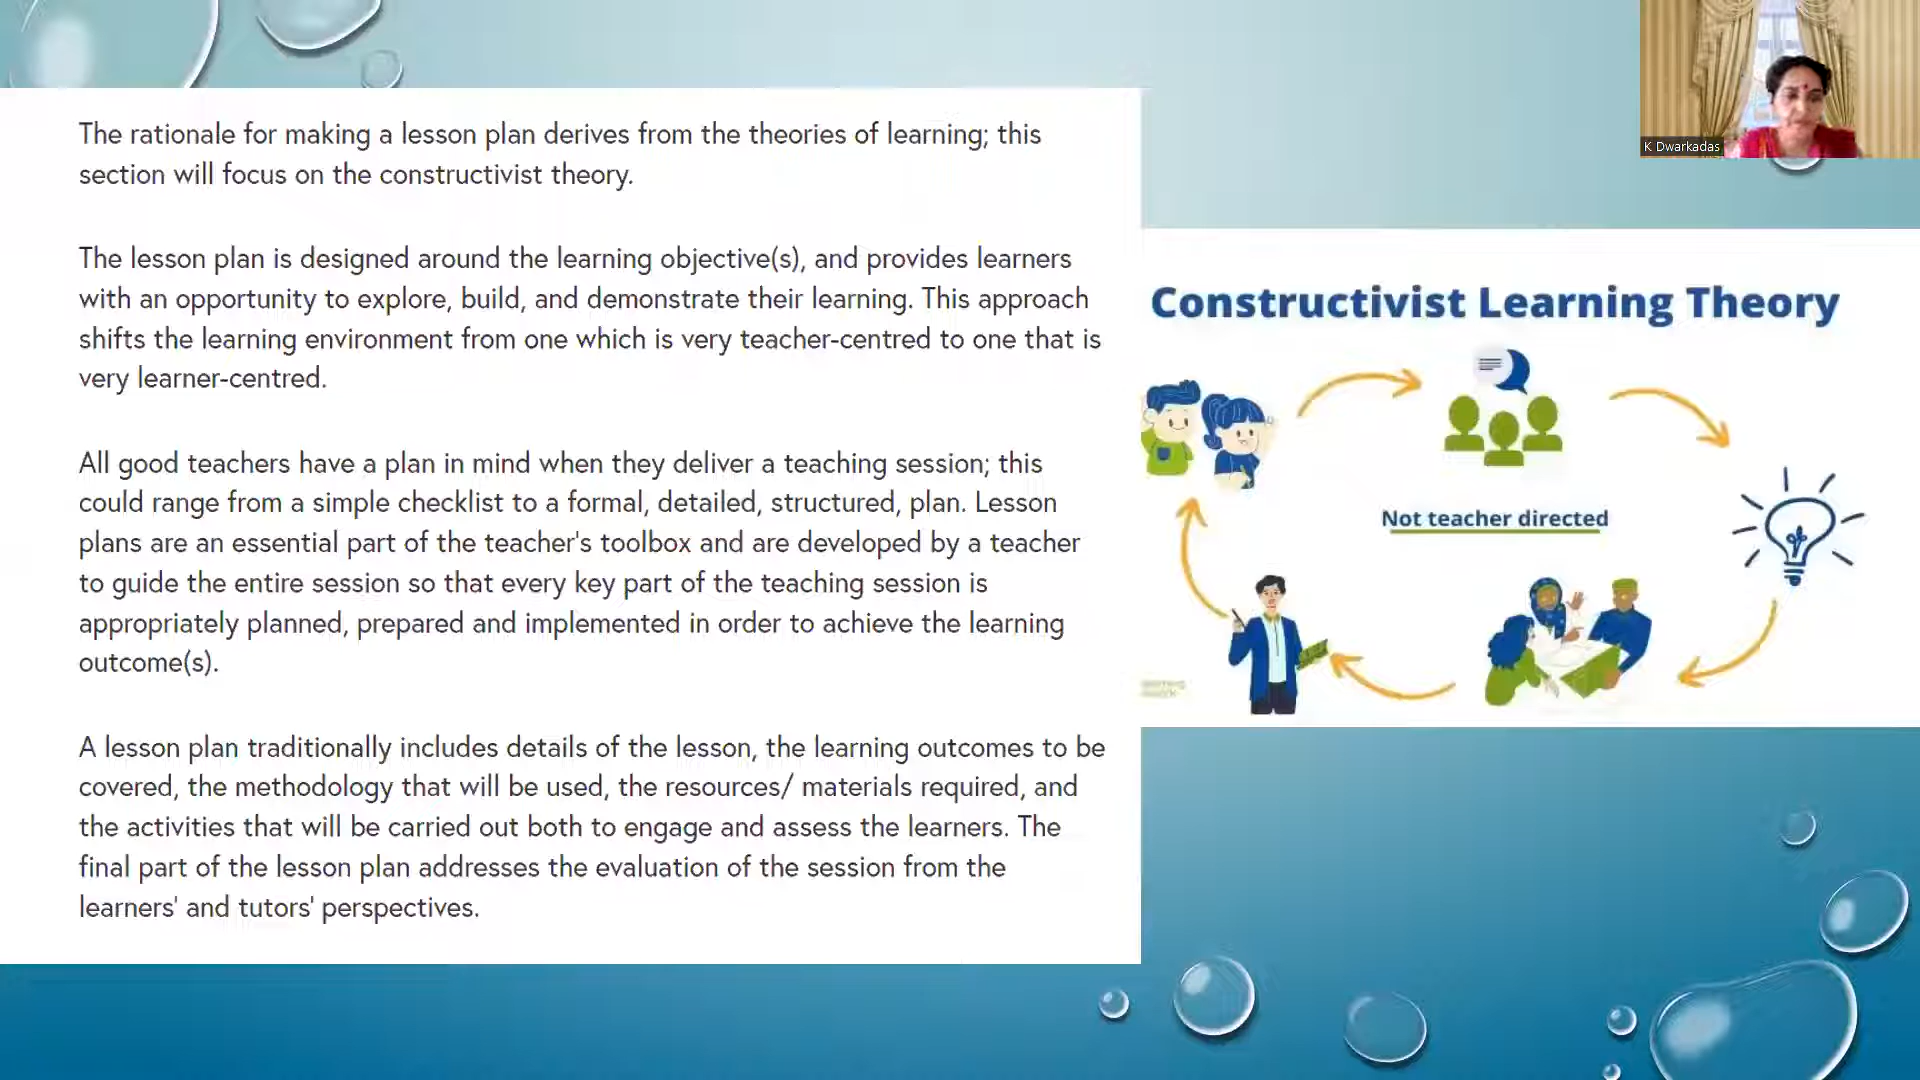 The rationale for making a lesson plan derives from the theories of learning; this
section will focus on the constructivist theory.
The lesson plan is designed around the learning objective(s), and provides learners
with an opportunity to explore, build, and demonstrate their learning. This approach
shifts the learning environment from one which is very teacher-centred to one that is
very learner-centred.
All good teachers have a plan in mind when they deliver a teaching session; this
could range from a simple checklist to a formal, detailed, structured, plan. Lesson
plans are an essential part of the teacher's toolbox and are developed by a teacher
to guide the entire session so that every key part of the teaching session is
appropriately planned, prepared and implemented in order to achieve the learning
outcome(s).
A lesson plan traditionally includes details of the lesson, the learning outcomes to be
covered, the methodology that will be used, the resources/ materials required, and
the activities that will be carried out both to engage and assess the learners. The
final part of the lesson plan addresses the evaluation of the session from the
learners' and tutors' perspectives.
K Dwarkadas
Constructivist Learning Theory
Not teacher directed